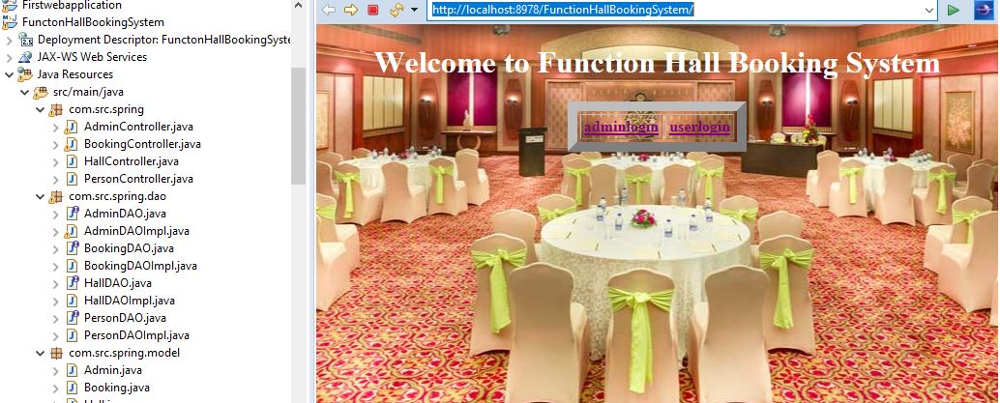 Firstwebapplication
FunctonHallBookingSystem
Deployment Descriptor: FunctonHallBookingSyste
JAX-WS Web Services
Java Resources
src/main/java
com.src.spring
AdminController.java
BookingController.java
HallController.java
PersonController.java
com.src.spring.dao
AdminDAO.java
AdminDAOImpl.java
BookingDAO.java
BookingDAOImpl.java
HallDAO.java
HallDAOImpl.java
PersonDAO.java
PersonDAOImpl.java
com.src.spring.model
Admin.java
Booking.java
http://localhost:8978/FunctionHallBookingSystem/
Welcome to Function Hall Booking System
adminlogin userlogin